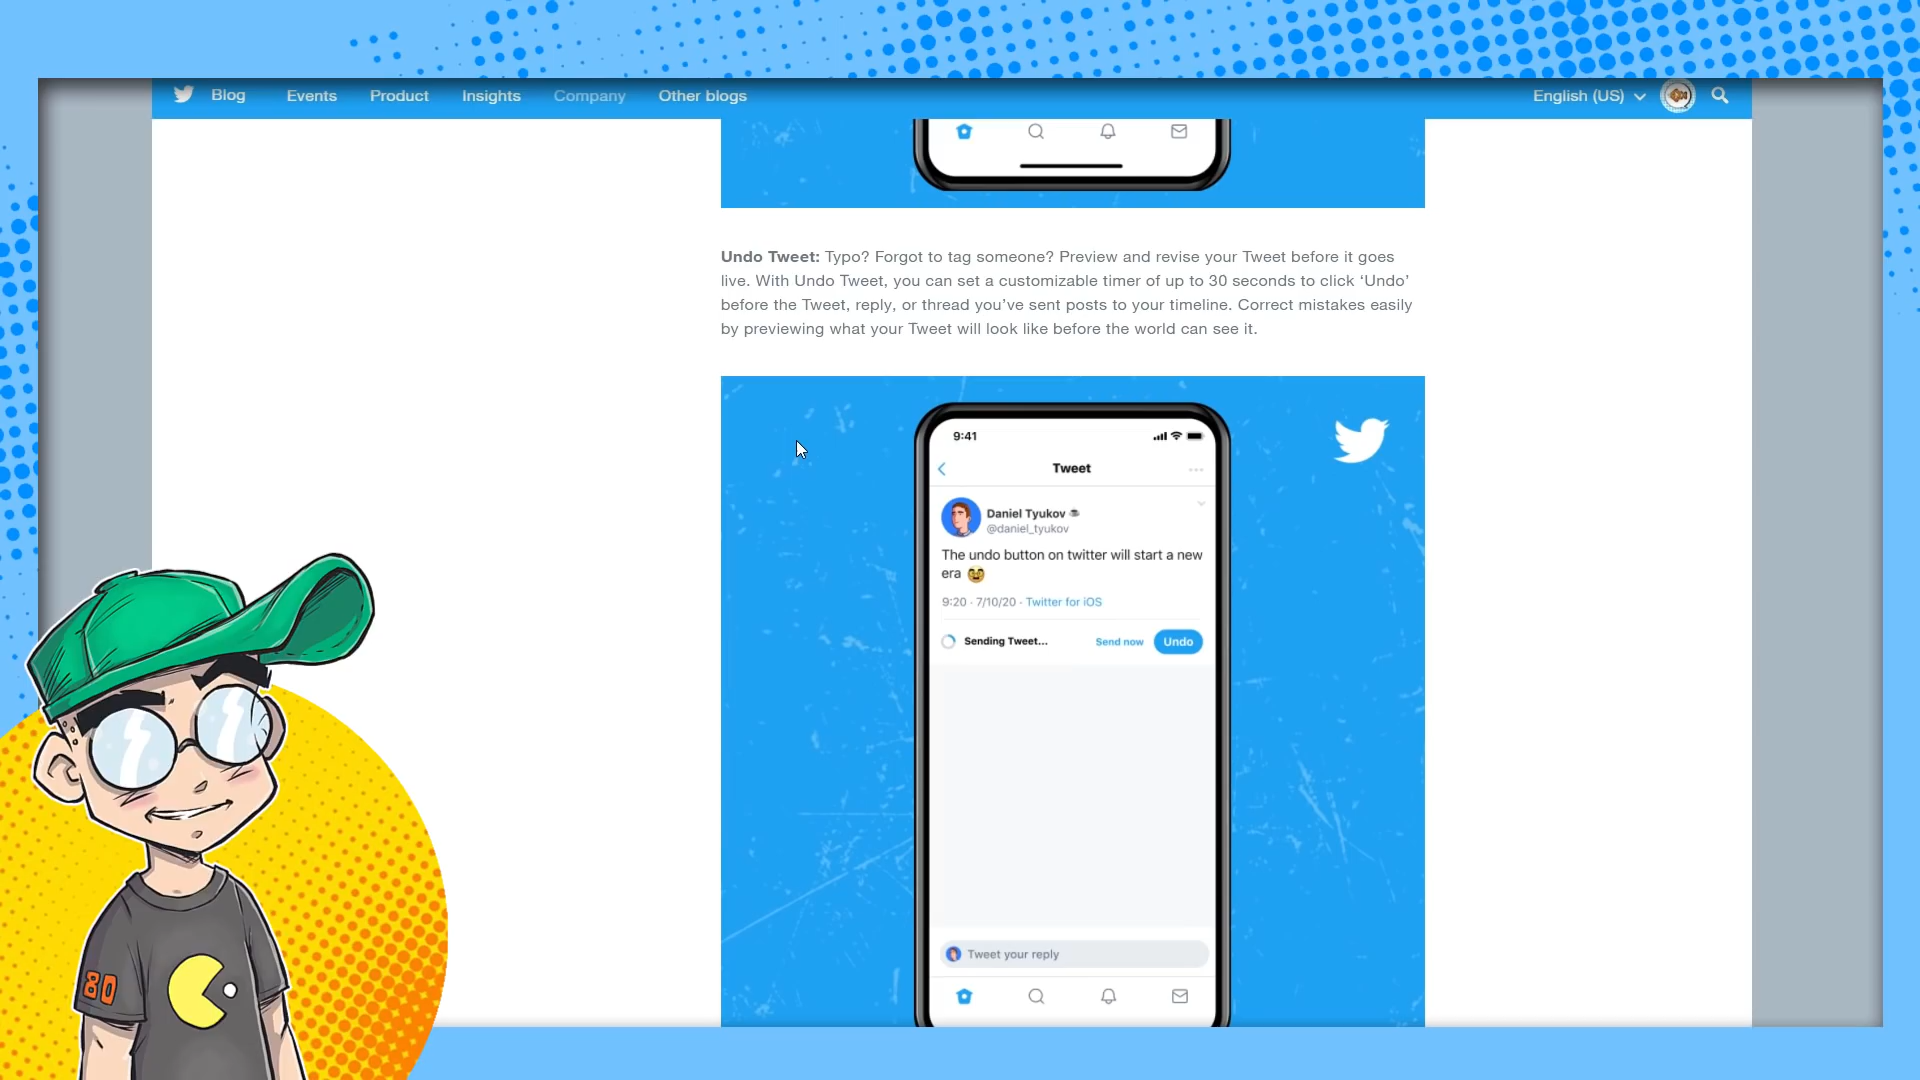 Blog Events Product Insights Company Other blogs English (US)
Undo Tweet: Typo? Forgot to tag someone? Preview and revise your Tweet before it goes
live. With Undo Tweet, you can set a customizable timer of up to 30 seconds to click ‘Undo’
before the Tweet, reply, or thread you’ve sent posts to your timeline. Correct mistakes easily
by previewing what your Tweet will look like before the world can see it.
9:41
Tweet
Daniel Tyukov
@daniel_tyukov
The undo button on twitter will start a new
era
9:20 · 7/10/20 · Twitter for iOS
Sending Tweet... Send now Undo
Tweet your reply
80